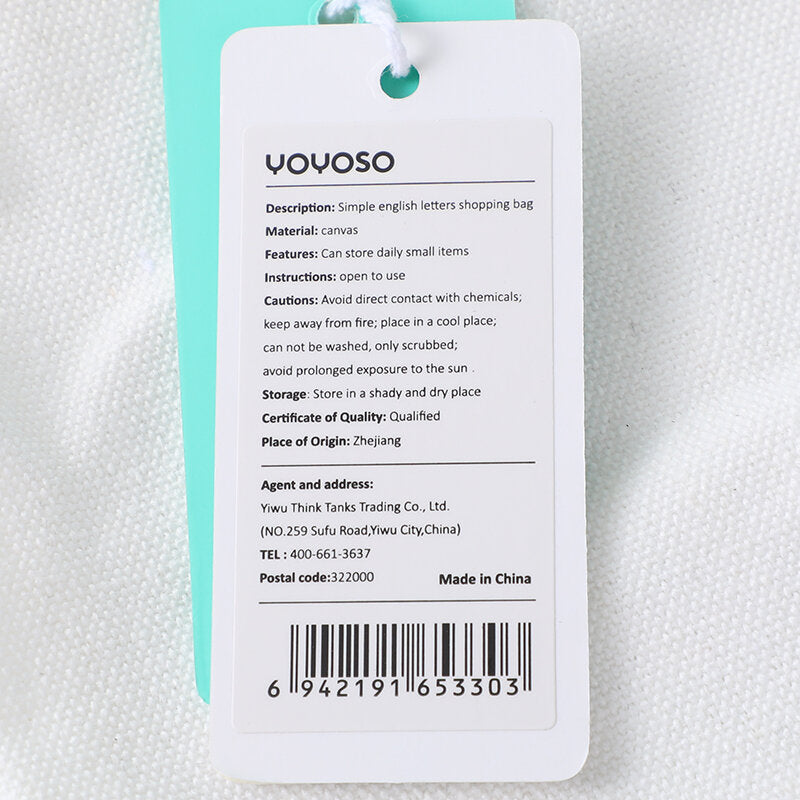 YOYOSO
Description: Simple english letters shopping bag
Material: canvas
Features: Can store daily small items
Instructions: open to use
Cautions: Avoid direct contact with chemicals;
keep away from fire; place in a cool place;
can not be washed, only scrubbed;
avoid prolonged exposure to the sun .
Storage: Store in a shady and dry place
Certificate of Quality: Qualified
Place of Origin: Zhejiang
Agent and address:
Yiwu Think Tanks Trading Co., Ltd.
(NO.259 Sufu Road,Yiwu City,China)
TEL : 400-661-3637
Postal code:322000 Made in China
6 942191 653303